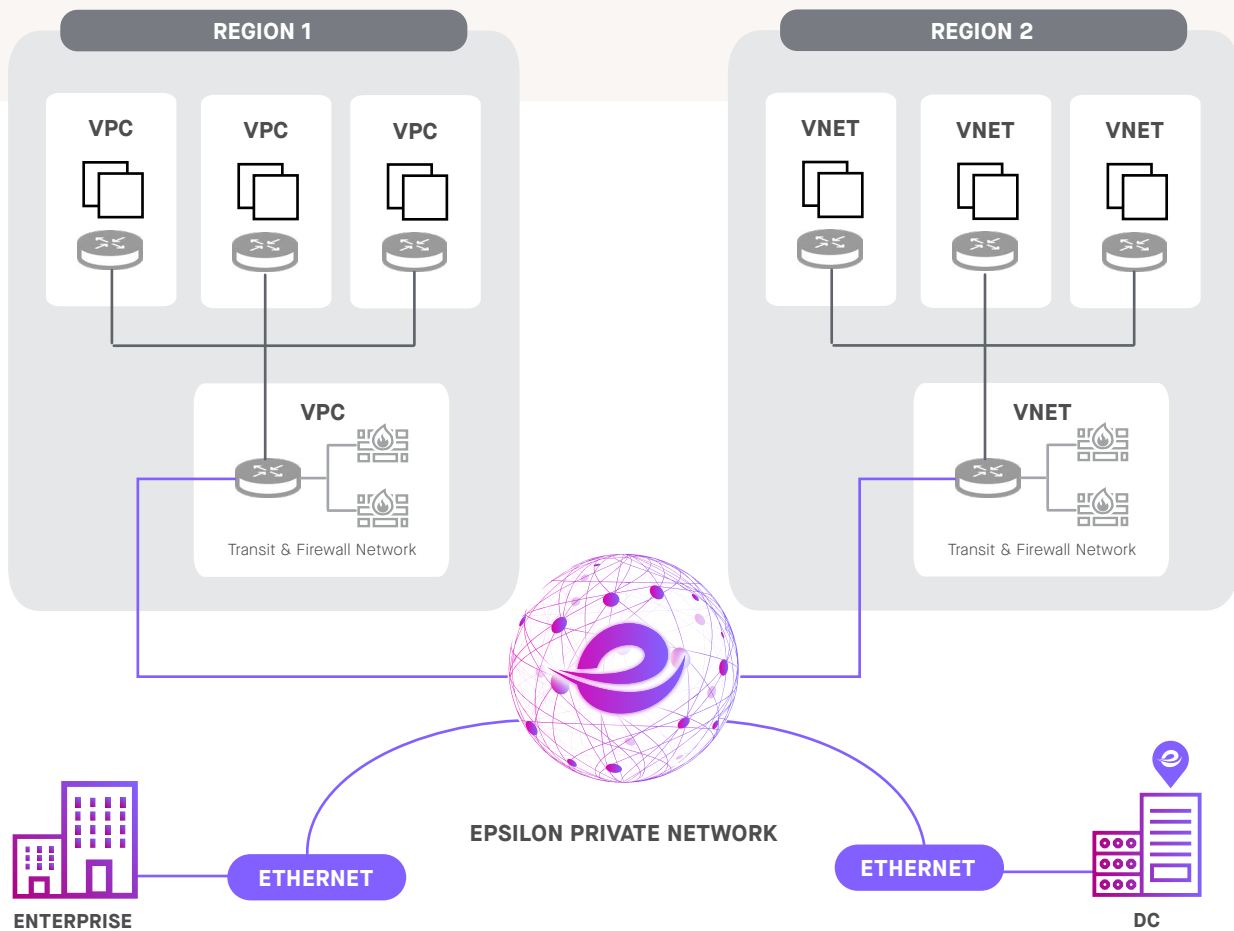 REGION 1
REGION 2
VPC
VPC
VPC
VNET
VNET
VNET
VPC
Transit & Firewall Network
VNET
Transit & Firewall Network
EPSILON PRIVATE NETWORK
ETHERNET
ETHERNET
ENTERPRISE
DC